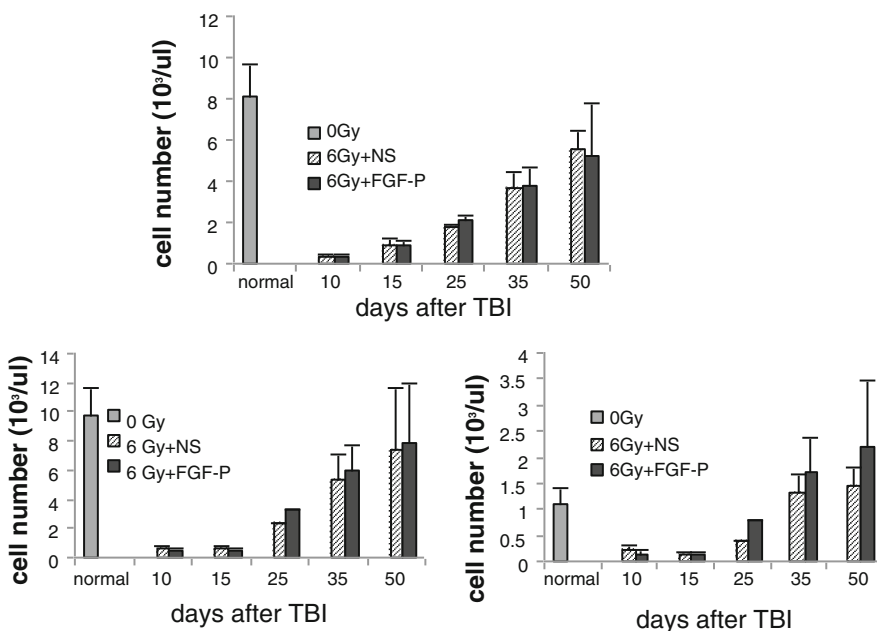 cell number (10³/ul)
12
10
8
6
4
2
0
0Gy
6Gy+NS
6Gy+FGF-P
normal 10 15 25 35 50
days after TBI
cell number (10³/ul)
14
12
10
8
6
4
2
0
0 Gy
6 Gy+NS
6 Gy+FGF-P
normal 10 15 25 35 50
days after TBI
cell number (10³/ul)
4
3.5
3
2.5
2
1.5
1
0.5
0
0Gy
6Gy+NS
6Gy+FGF-P
normal 10 15 25 35 50
days after TBI